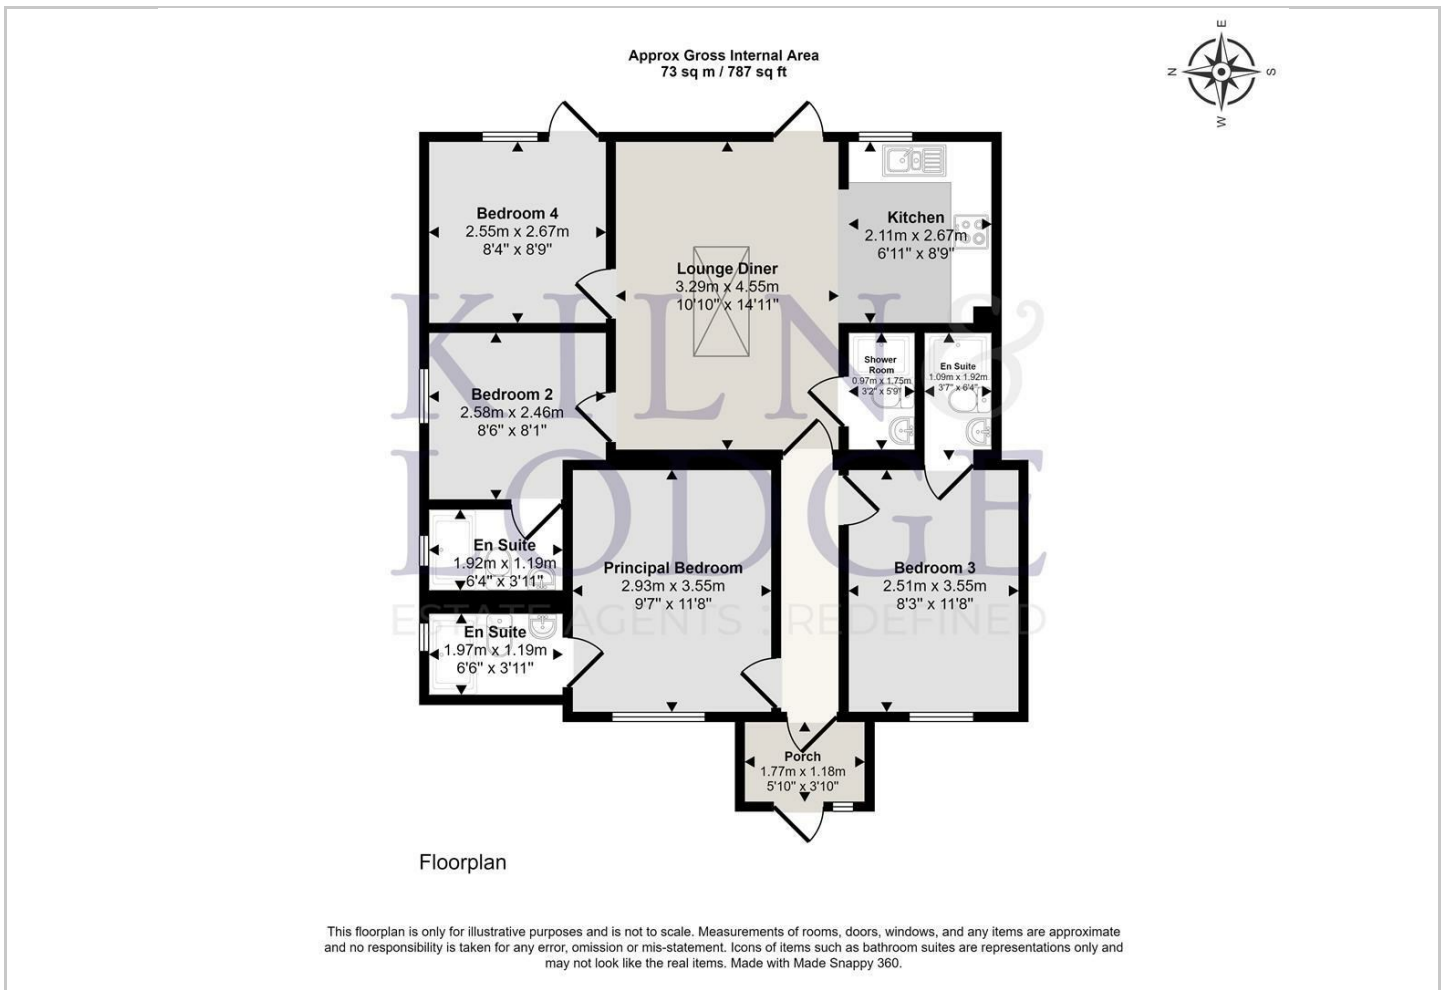 Approx Gross Internal Area
73 sq m / 787 sq ft
E
N
S
W
Bedroom 4
2.55m x 2.67m
8'4" x 8'9"
Lounge Diner
3.29m x 4.55m
10'10" x 14'11"
Kitchen
2.11m x 2.67m
6'11" x 8'9"
Bedroom 2
2.58m x 2.46m
8'6" x 8'1"
Shower
Room
0.97m x 1.75m
3'2" x 5'9"
En Suite
1.09m x 1.92m
3'7" x 6'4"
En Suite
1.92m x 1.19m
6'4" x 3'11"
Principal Bedroom
2.93m x 3.55m
9'7" x 11'8"
Bedroom 3
2.51m x 3.55m
8'3" x 11'8"
En Suite
1.97m x 1.19m
6'6" x 3'11"
Porch
1.77m x 1.18m
5'10" x 3'10"
KILN &
LODGE
ESTATE AGENTS : REDEFINED
Floorplan
This floorplan is only for illustrative purposes and is not to scale. Measurements of rooms, doors, windows, and any items are approximate
and no responsibility is taken for any error, omission or mis-statement. Icons of items such as bathroom suites are representations only and
may not look like the real items. Made with Made Snappy 360.